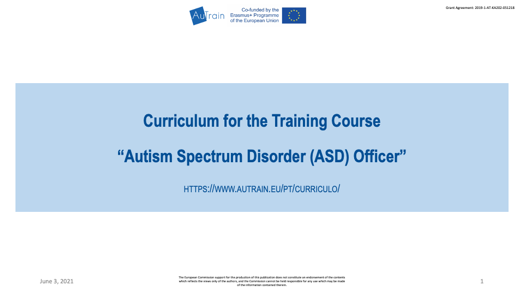 Grant Agreement: 2019-1-AT-KA202-051218
AuTrain
Co-funded by the
Erasmus+ Programme
of the European Union
Curriculum for the Training Course
“Autism Spectrum Disorder (ASD) Officer”
HTTPS://WWW.AUTRAIN.EU/PT/CURRICULO/
June 3, 2021
The European Commission support for the production of this publication does not constitute an endorsement of the contents
which reflects the views only of the authors, and the Commission cannot be held responsible for any use which may be made
of the information contained therein.
1